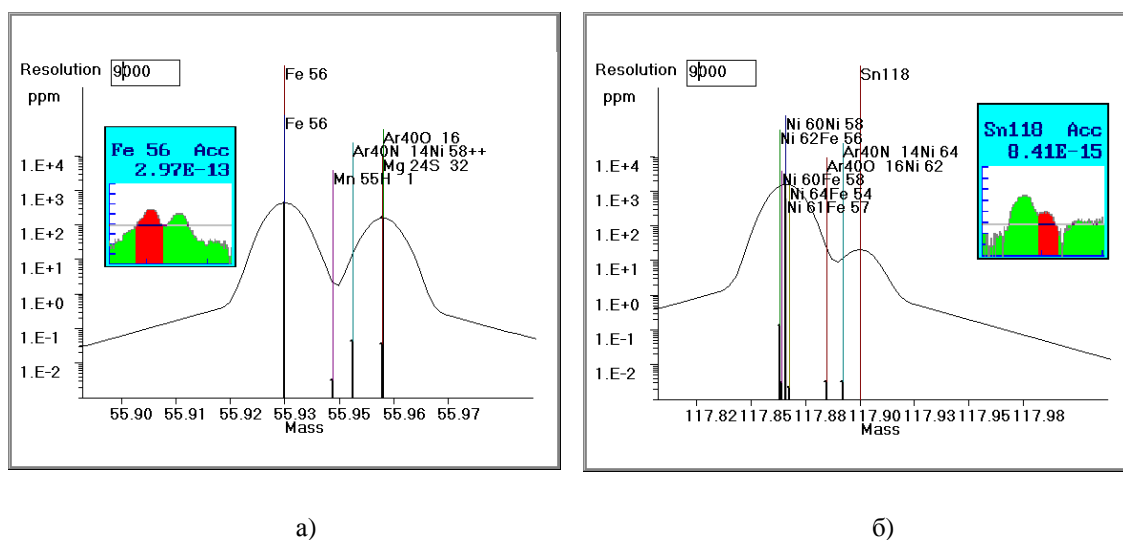 Resolution 9000
ppm
Fe 56
Fe 56
Ar40O 16
Ar40N 14Ni 58++
Mg 24S 32
Mn 55H 1
Fe 56 Acc
2.97E-13
1.E+4
1.E+3
1.E+2
1.E+1
1.E+0
1.E-1
1.E-2
55.90 55.91 55.92 55.93 55.95 55.96 55.97
Mass
а)
Resolution 9000
ppm
Sn118
Ni 60Ni 58
Ni 62Fe 56
Ar40N 14Ni 64
Ar40O 16Ni 62
Ni 60Fe 58
Ni 64Fe 54
Ni 61Fe 57
Sn118 Acc
8.41E-15
1.E+4
1.E+3
1.E+2
1.E+1
1.E+0
1.E-1
1.E-2
117.82 117.85 117.88 117.90 117.93 117.95 117.98
Mass
б)